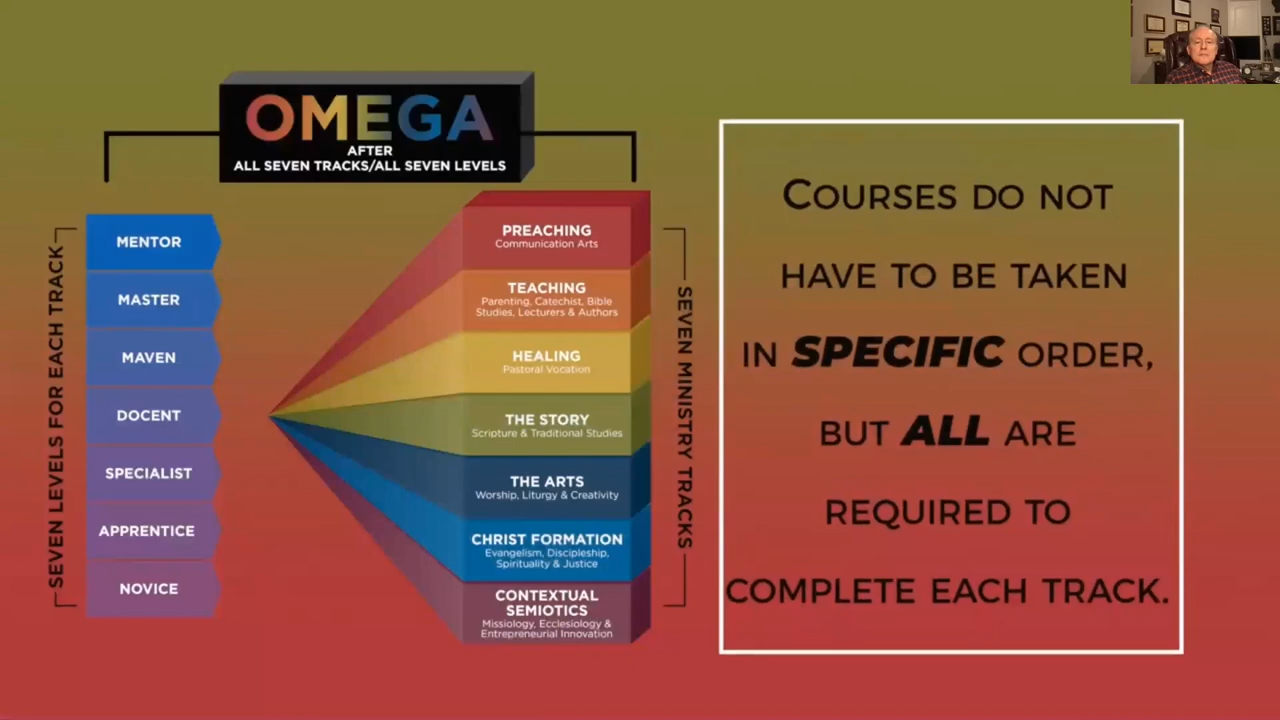 OMEGA
AFTER
ALL SEVEN TRACKS/ALL SEVEN LEVELS
SEVEN LEVELS FOR EACH TRACK
MENTOR
MASTER
MAVEN
DOCENT
SPECIALIST
APPRENTICE
NOVICE
PREACHING
Communication Arts
TEACHING
Parenting, Catechist, Bible
Studies, Lecturers & Authors
HEALING
Pastoral Vocation
THE STORY
Scripture & Traditional Studies
THE ARTS
Worship, Liturgy & Creativity
CHRIST FORMATION
Evangelism, Discipleship,
Spirituality & Justice
CONTEXTUAL
SEMIOTICS
Missiology, Ecclesiology &
Entrepreneurial Innovation
SEVEN MINISTRY TRACKS
COURSES DO NOT
HAVE TO BE TAKEN
IN SPECIFIC ORDER,
BUT ALL ARE
REQUIRED TO
COMPLETE EACH TRACK.